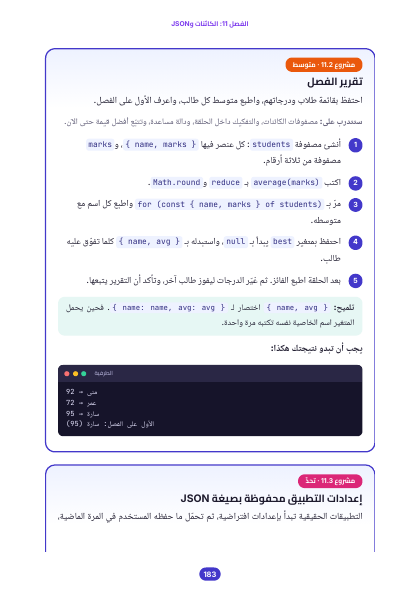 الفصل 11: الكائنات وJSON
مشروع 11.2 · متوسط
تقرير الفصل
احتفظ بقائمة طلاب ودرجاتهم، واطبع متوسط كل طالب، واعرف الأول على الفصل.
ستتدرب على: مصفوفات الكائنات، والتفكيك داخل الحلقة، ودالة مساعدة، وتتبّع أفضل قيمة حتى الآن.
1 أنشئ مصفوفة students : كل عنصر فيها { name, marks } ، و marks
مصفوفة من ثلاثة أرقام.
2 اكتب average(marks) بـ reduce و Math.round .
3 مرّ بـ for (const { name, marks } of students) واطبع كل اسم مع
متوسطه.
4 احتفظ بمتغير best يبدأ بـ null ، واستبدله بـ { name, avg } كلما تفوّق عليه
طالب.
5 بعد الحلقة اطبع الفائز. ثم غيّر الدرجات ليفوز طالب آخر، وتأكد أن التقرير يتبعها.
تلميح: { name, avg } اختصار لـ { name: name, avg: avg } . فحين يحمل
المتغير اسم الخاصية نفسه تكتبه مرة واحدة.
يجب أن تبدو نتيجتك هكذا:
الطرفية
منى → 92
عمر → 72
سارة → 95
الأول على الفصل: سارة (95)
مشروع 11.3 · تحدٍّ
إعدادات التطبيق محفوظة بصيغة JSON
التطبيقات الحقيقية تبدأ بإعدادات افتراضية، ثم تحمّل ما حفظه المستخدم في المرة الماضية،
183